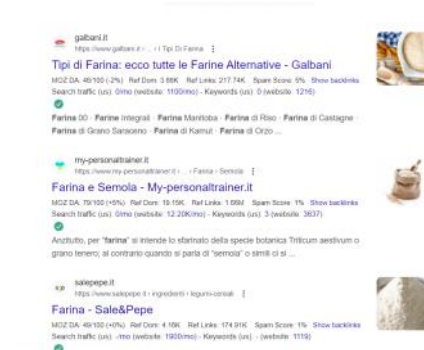 galbani.it
https://www.galbani.it › ... › I Tipi Di Farina
Tipi di Farina: ecco tutte le Farine Alternative - Galbani
MOZ DA: 46/100 (-2%) Ref Dom: 3.66K Ref Links: 217.74K Spam Score: 5% Show backlinks
Search traffic (us): 0/mo (website: 1100/mo) - Keywords (us): 0 (website: 1216)
Farina 00 · Farine Integrali · Farina Manitoba · Farina di Riso · Farina di Castagne ·
Farina di Grano Saraceno · Farina di Kamut · Farina di Orzo ...
my-personaltrainer.it
https://www.my-personaltrainer.it › ... › Farina - Semola
Farina e Semola - My-personaltrainer.it
MOZ DA: 79/100 (+5%) Ref Dom: 19.15K Ref Links: 1.66M Spam Score: 1% Show backlinks
Search traffic (us): 0/mo (website: 12.20K/mo) - Keywords (us): 3 (website: 3637)
Anzitutto, per "farina" si intende lo sfarinato della specie botanica Triticum aestivum o
grano tenero; al contrario quando si parla di "semola" o simili ci si ...
salepepe.it
https://www.salepepe.it › ingredienti › legumi-cereali
Farina - Sale&Pepe
MOZ DA: 49/100 (+0%) Ref Dom: 4.16K Ref Links: 174.91K Spam Score: 1% Show backlinks
Search traffic (us): -/mo (website: 1900/mo) - Keywords (us): - (website: 1119)